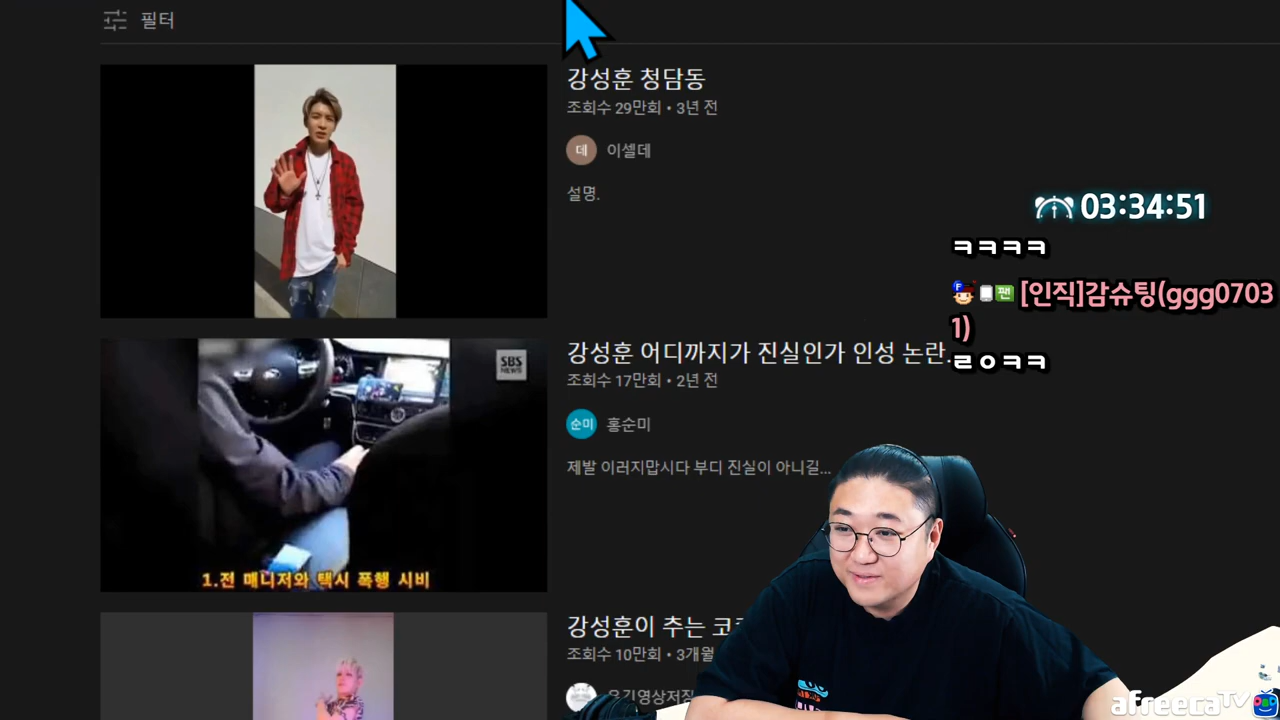 필터
강성훈 청담동
조회수 29만회 • 3년 전
데 이셀데
설명.
03:34:51
ㅋㅋㅋㅋ
F 팬 [인직]감슈팅(ggg0703
1)
ㄹㅇㅋㅋ
강성훈 어디까지가 진실인가 인성 논란.
조회수 17만회 • 2년 전
SBS
NEWS
순미 홍순미
제발 이러지맙시다 부디 진실이 아니길...
1.전 매니저와 택시 폭행 시비
강성훈이 추는
조회수 10만회 • 3개월
afreecaTV